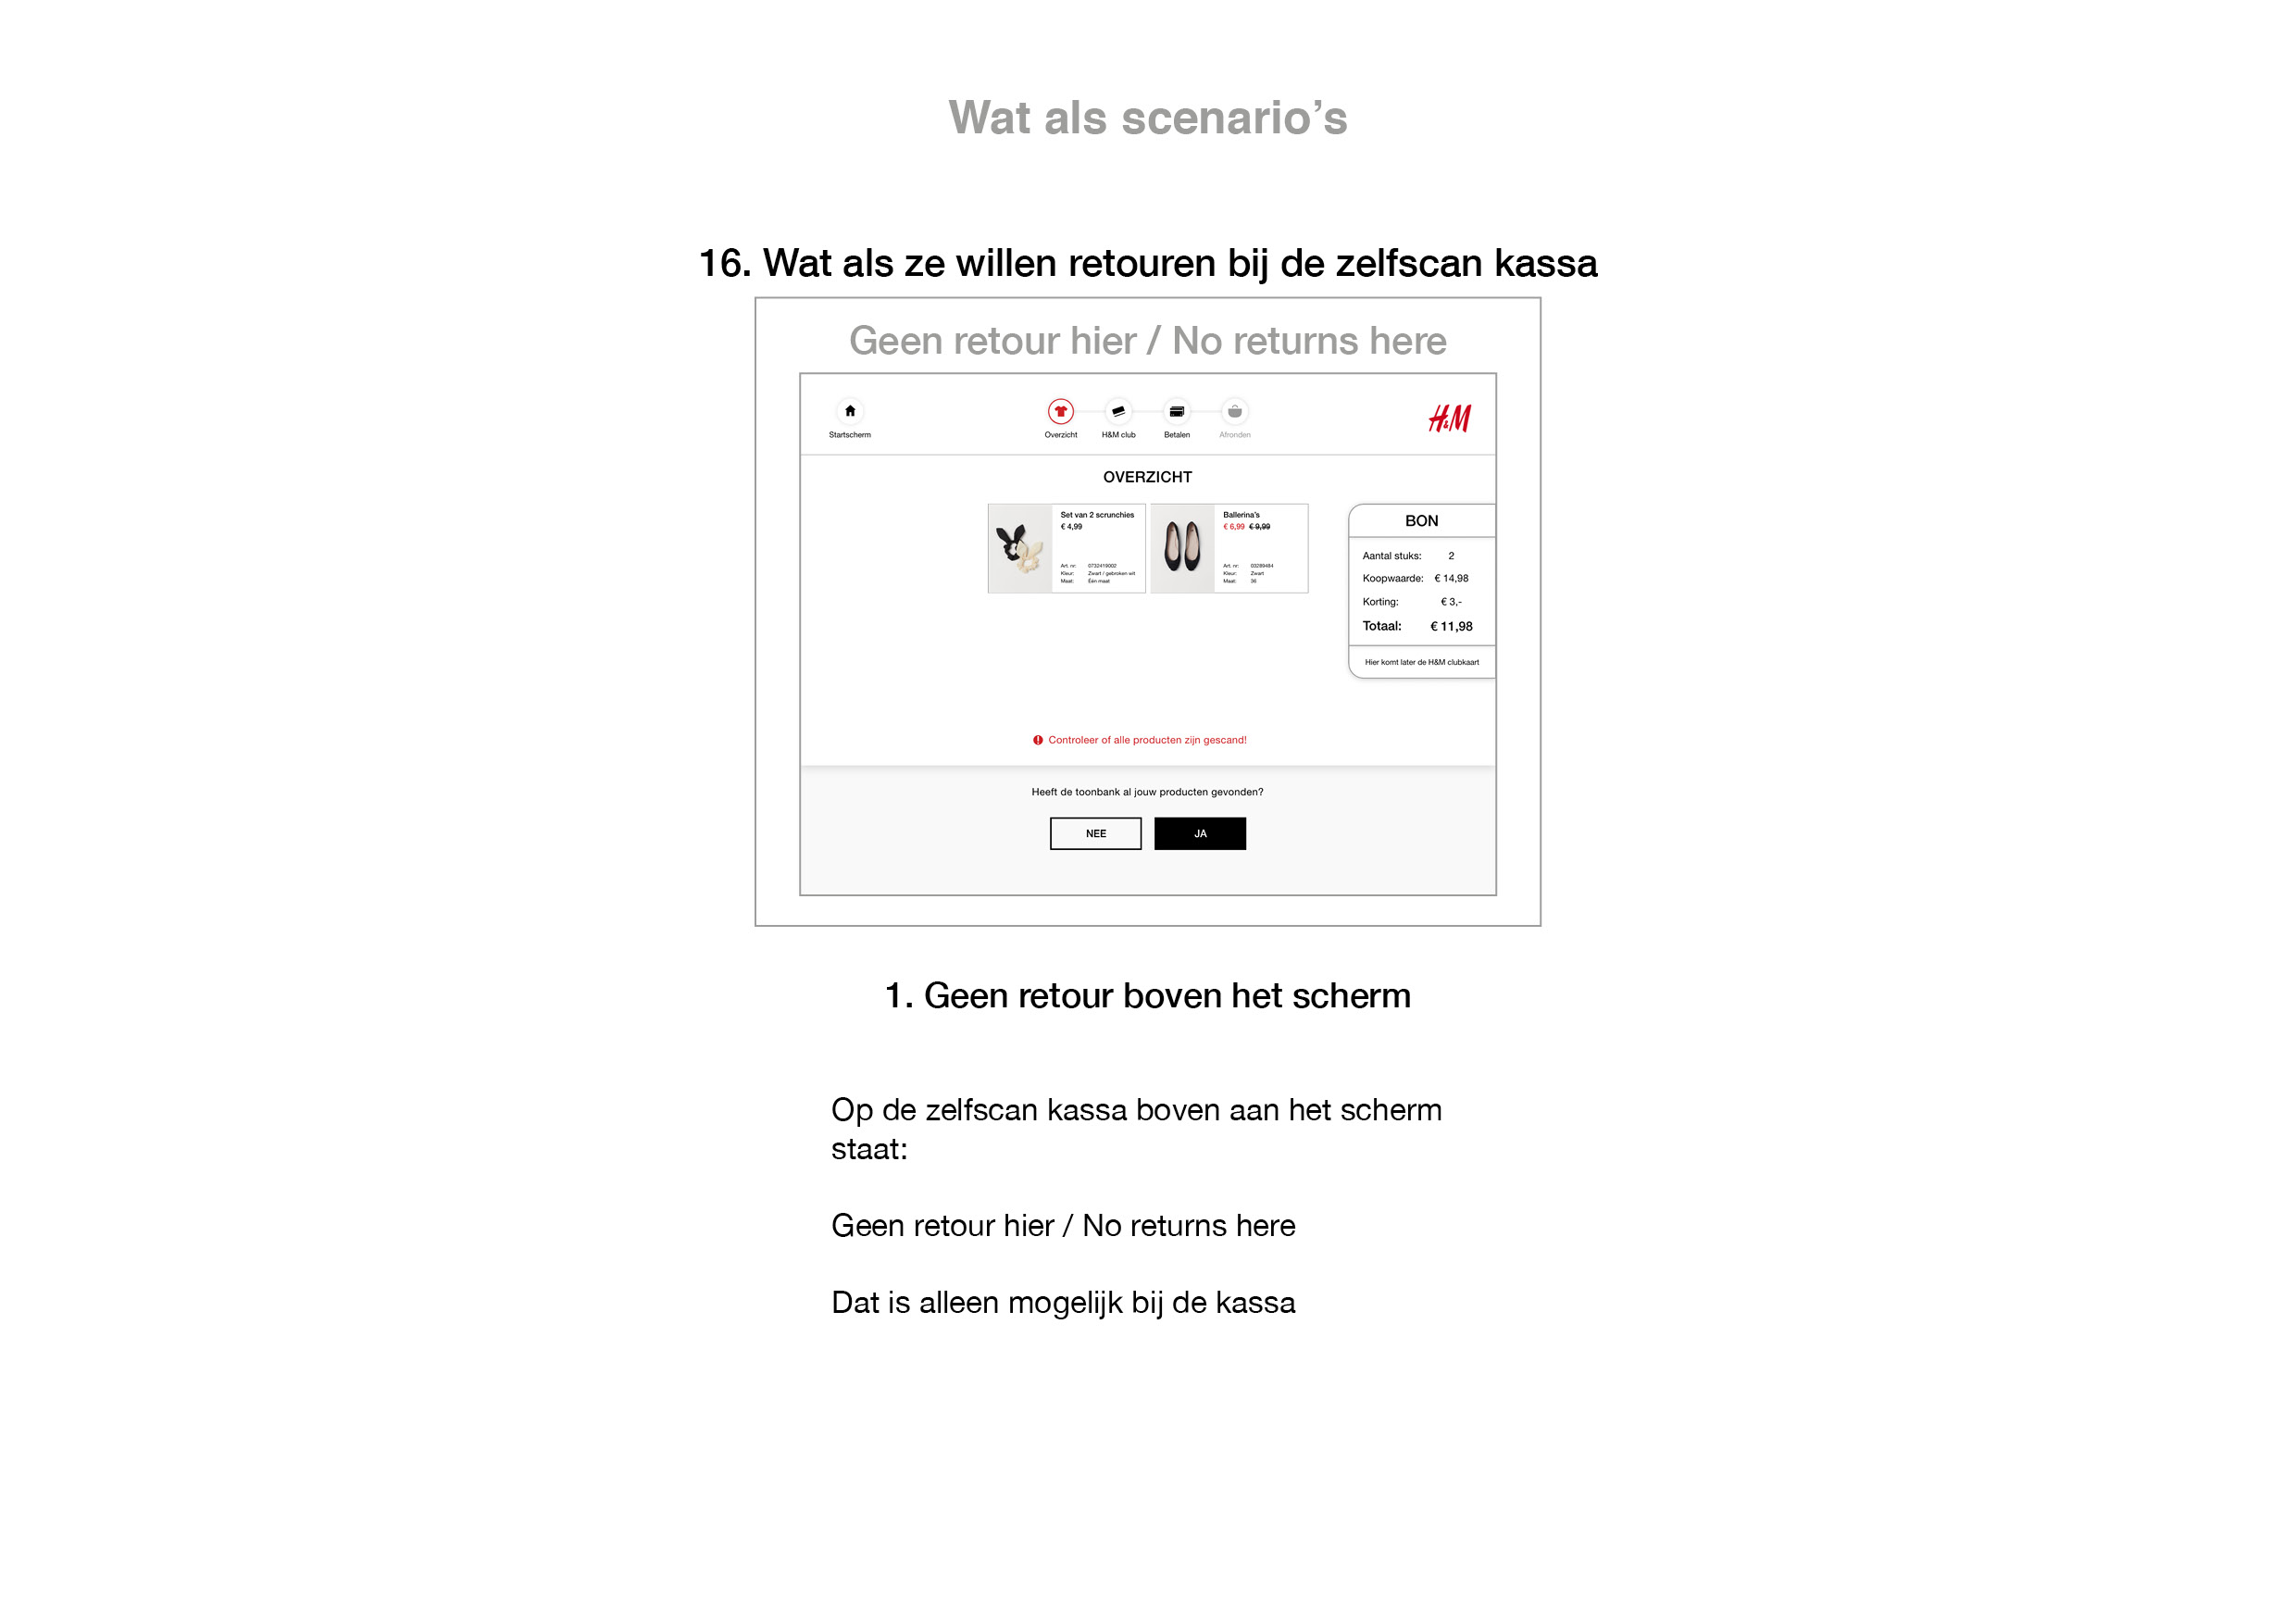 Wat als scenario’s
16. Wat als ze willen retouren bij de zelfscan kassa
Geen retour hier / No returns here
Startscherm
Overzicht
H&M club
Betalen
Afronden
H&M
OVERZICHT
Set van 2 scrunchies
€ 4,99
Art. nr: 0732419002
Kleur: Zwart / gebroken wit
Maat: Één maat
Ballerina’s
€ 6,99 € 9,99
Art. nr: 03289484
Kleur: Zwart
Maat: 36
BON
Aantal stuks: 2
Koopwaarde: € 14,98
Korting: € 3,-
Totaal: € 11,98
Hier komt later de H&M clubkaart
Controleer of alle producten zijn gescand!
Heeft de toonbank al jouw producten gevonden?
NEE
JA
1. Geen retour boven het scherm
Op de zelfscan kassa boven aan het scherm
staat:
Geen retour hier / No returns here
Dat is alleen mogelijk bij de kassa